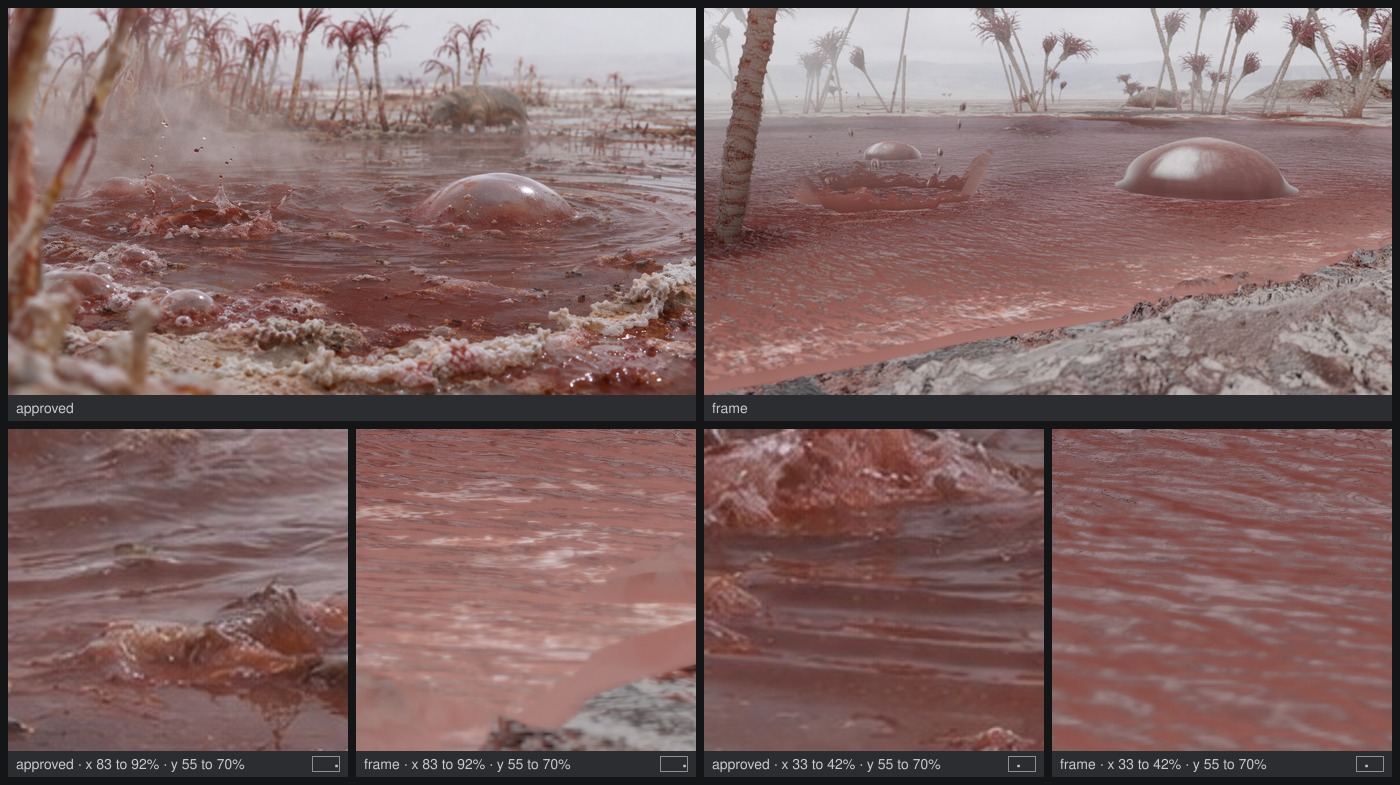 approved
frame
approved · x 83 to 92% · y 55 to 70%
frame · x 83 to 92% · y 55 to 70%
approved · x 33 to 42% · y 55 to 70%
frame · x 33 to 42% · y 55 to 70%